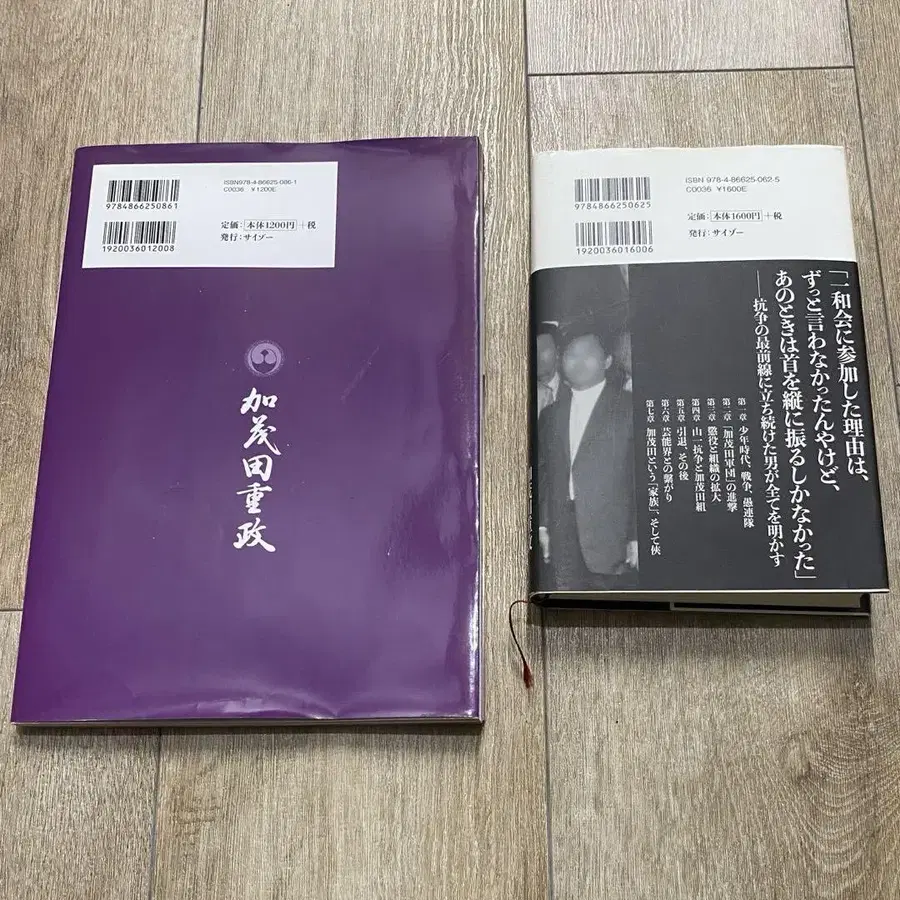 ISBN978-4-86625-086-1
C0036 ¥1200E
9784866250861
定価：本体1200円＋税
発行：サイゾー
1920036012008
加茂田重政
ISBN 978-4-86625-062-5
C0036 ¥1600E
9784866250625
定価：本体1600円＋税
発行：サイゾー
1920036016006
「一和会に参加した理由は、
ずっと言わなかったんやけど、
あのときは首を縦に振るしかなかった」
──抗争の最前線に立ち続けた男が全てを明かす
第一章 少年時代、戦争、愚連隊
第二章 「加茂田軍団」の進撃
第三章 懲役と組織の拡大
第四章 山一抗争と加茂田組
第五章 引退、その後
第六章 芸能界との繋がり
第七章 加茂田という「家族」、そして侠